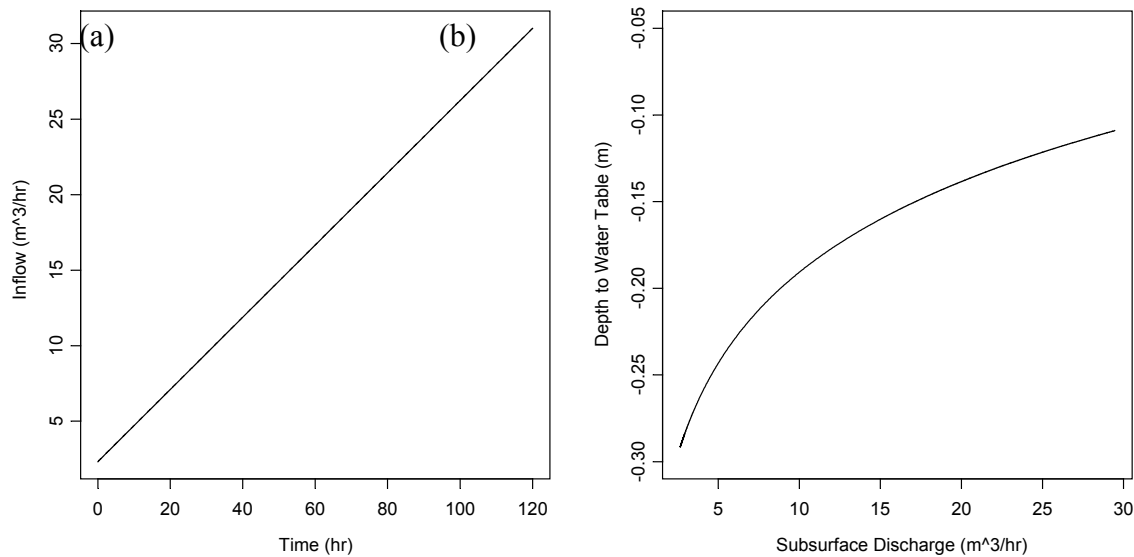 (a)
(b)
30
25
20
15
10
5
Inflow (m^3/hr)
0 20 40 60 80 100 120
Time (hr)
-0.05
-0.10
-0.15
-0.20
-0.25
-0.30
Depth to Water Table (m)
5 10 15 20 25 30
Subsurface Discharge (m^3/hr)